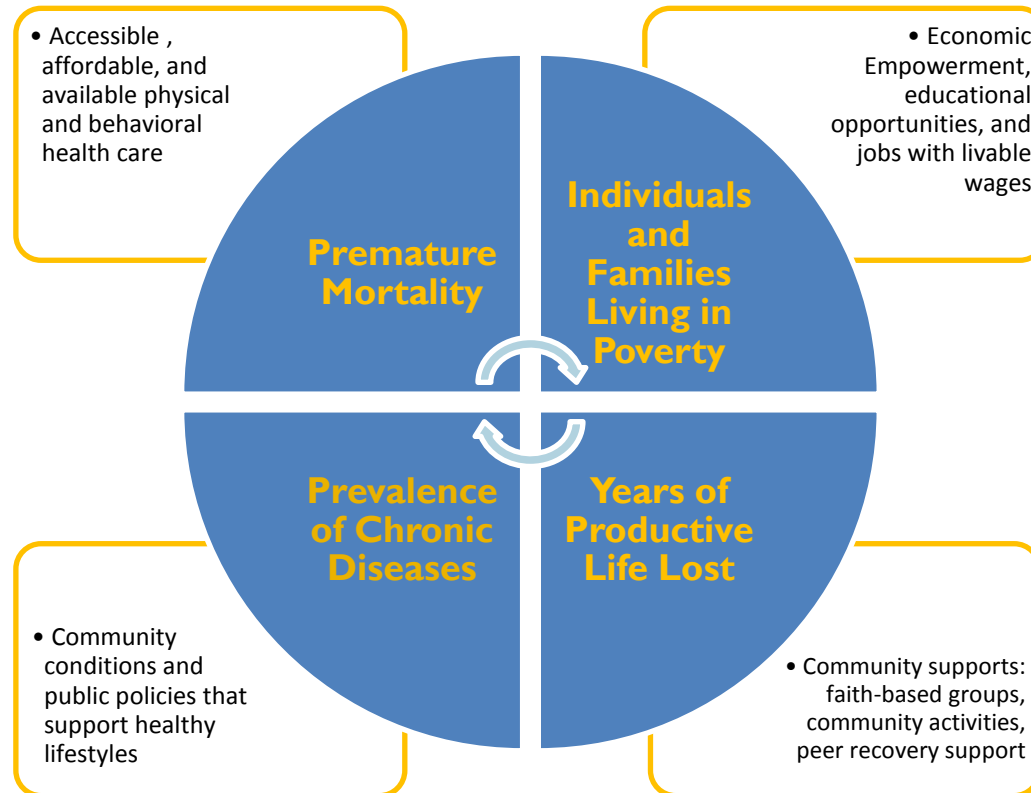 • Accessible ,
affordable, and
available physical
and behavioral
health care
• Economic
Empowerment,
educational
opportunities, and
jobs with livable
wages
Premature
Mortality
Individuals
and
Families
Living in
Poverty
Prevalence
of Chronic
Diseases
Years of
Productive
Life Lost
• Community
conditions and
public policies that
support healthy
lifestyles
• Community supports:
faith-based groups,
community activities,
peer recovery support